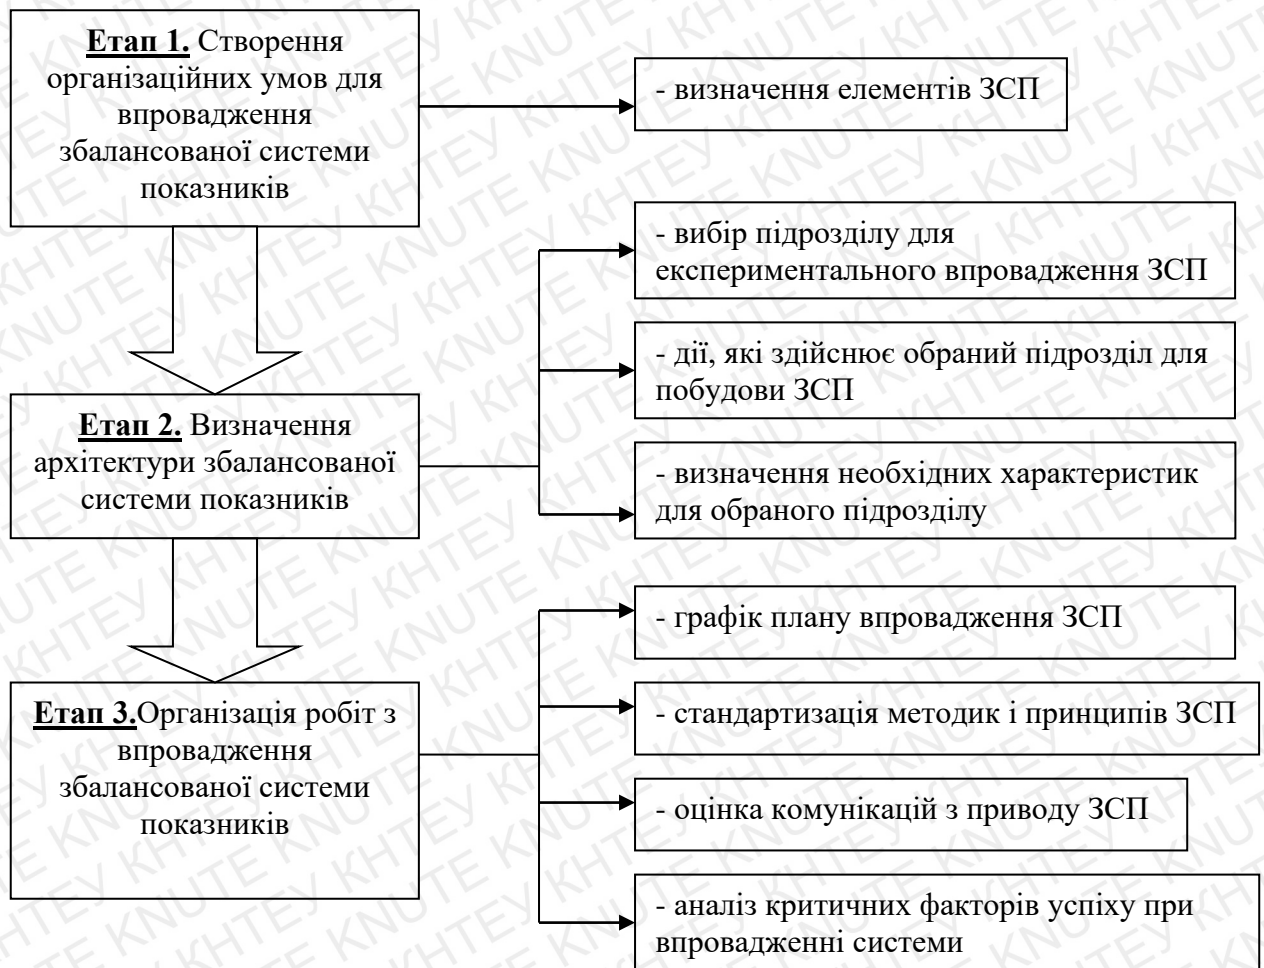 Етап 1. Створення
організаційних умов для
впровадження
збалансованої системи
показників
- визначення елементів ЗСП
- вибір підрозділу для
експериментального впровадження ЗСП
- дії, які здійснює обраний підрозділ для
побудови ЗСП
Етап 2. Визначення
архітектури збалансованої
системи показників
- визначення необхідних характеристик
для обраного підрозділу
- графік плану впровадження ЗСП
Етап 3.Організація робіт з
впровадження
збалансованої системи
показників
- стандартизація методик і принципів ЗСП
- оцінка комунікацій з приводу ЗСП
- аналіз критичних факторів успіху при
впровадженні системи
KNUTE КНТЕУ